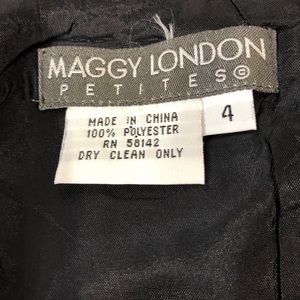 MAGGY LONDON
PETITES©
4
MADE IN CHINA
100% POLYESTER
RN 58142
DRY CLEAN ONLY